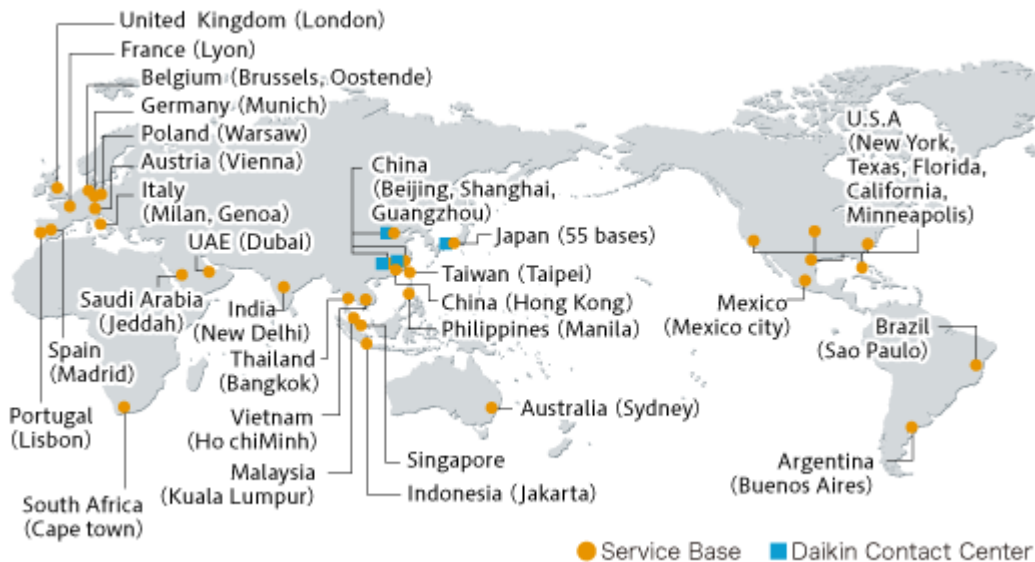 United Kingdom (London)
France (Lyon)
Belgium (Brussels, Oostende)
Germany (Munich)
Poland (Warsaw)
Austria (Vienna)
Italy
(Milan, Genoa)
UAE (Dubai)
Saudi Arabia
(Jeddah)
Spain
(Madrid)
Portugal
(Lisbon)
South Africa
(Cape town)
India
(New Delhi)
Thailand
(Bangkok)
Vietnam
(Ho chiMinh)
Malaysia
(Kuala Lumpur)
China
(Beijing, Shanghai,
Guangzhou)
Japan (55 bases)
Taiwan (Taipei)
China (Hong Kong)
Philippines (Manila)
Australia (Sydney)
Singapore
Indonesia (Jakarta)
U.S.A
(New York,
Texas, Florida,
California,
Minneapolis)
Mexico
(Mexico city)
Brazil
(Sao Paulo)
Argentina
(Buenos Aires)
Service Base
Daikin Contact Center